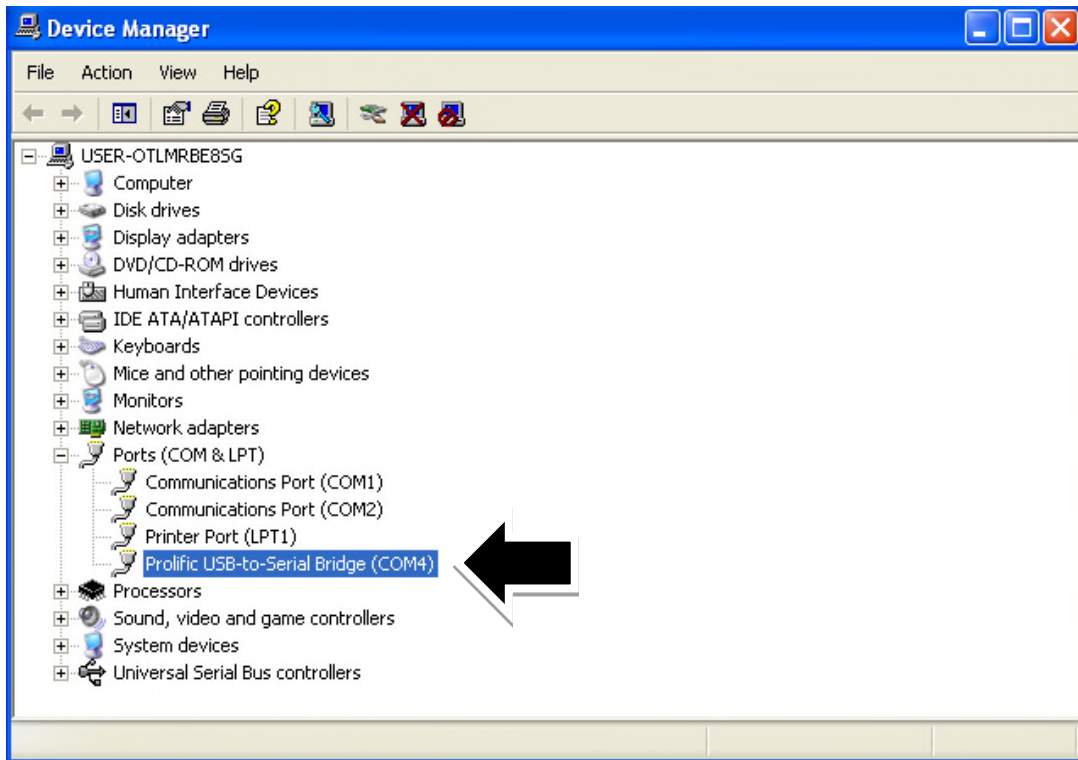 Device Manager
File Action View Help
USER-OTLMRBE8SG
Computer
Disk drives
Display adapters
DVD/CD-ROM drives
Human Interface Devices
IDE ATA/ATAPI controllers
Keyboards
Mice and other pointing devices
Monitors
Network adapters
Ports (COM & LPT)
Communications Port (COM1)
Communications Port (COM2)
Printer Port (LPT1)
Prolific USB-to-Serial Bridge (COM4)
Processors
Sound, video and game controllers
System devices
Universal Serial Bus controllers